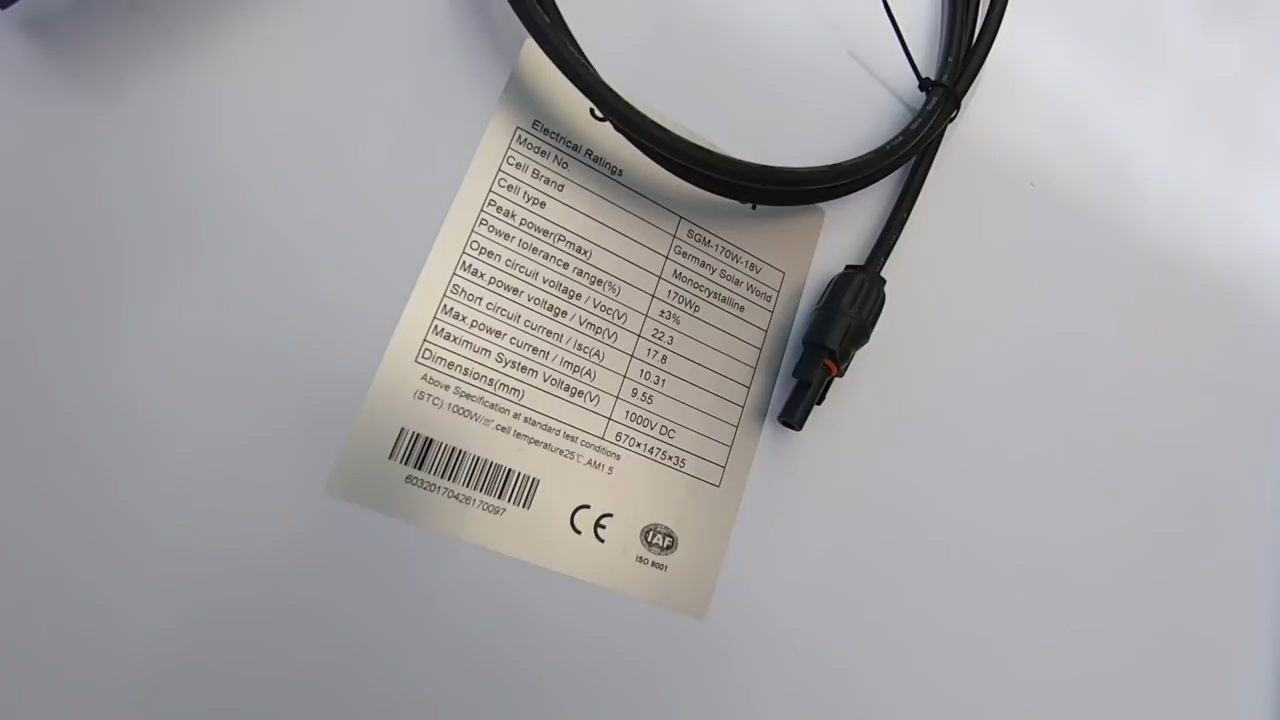 Electrical Ratings
Model No. SGM-170W-18V
Cell Brand Germany Solar World
Cell type Monocrystalline
Peak power(Pmax) 170Wp
Power tolerance range(%) ±3%
Open circuit voltage / Voc(V) 22.3
Max.power voltage / Vmp(V) 17.8
Short circuit current / Isc(A) 10.31
Max.power current / Imp(A) 9.55
Maximum System Voltage(V) 1000V DC
Dimensions(mm) 670×1475×35
Above Specification at standard test conditions
(STC):1000W/㎡,cell temperature25℃,AM1.5
60320170426170097
CE
IAF
ISO 9001